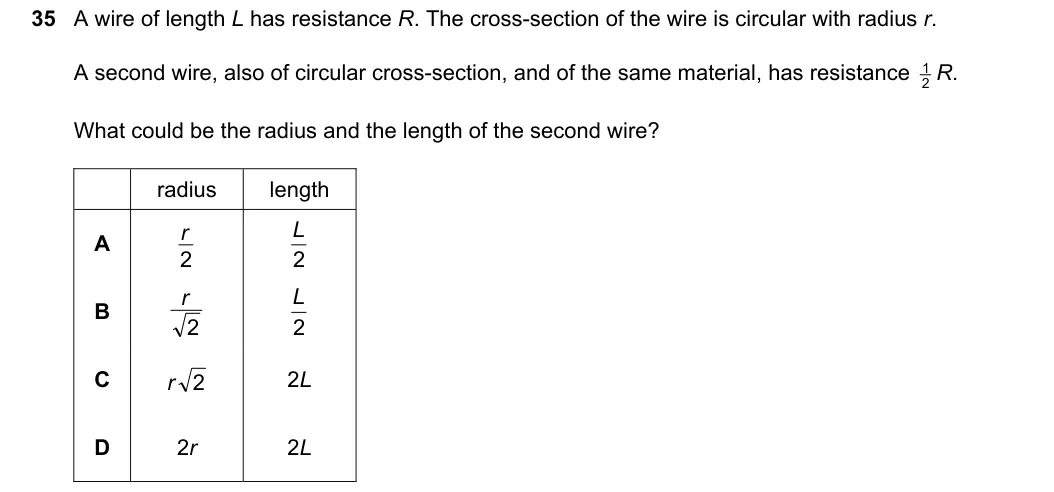 35 A wire of length L has resistance R. The cross-section of the wire is circular with radius r.
A second wire, also of circular cross-section, and of the same material, has resistance 1/2 R.
What could be the radius and the length of the second wire?
radius length
A r/2 L/2
B r/√2 L/2
C r√2 2L
D 2r 2L